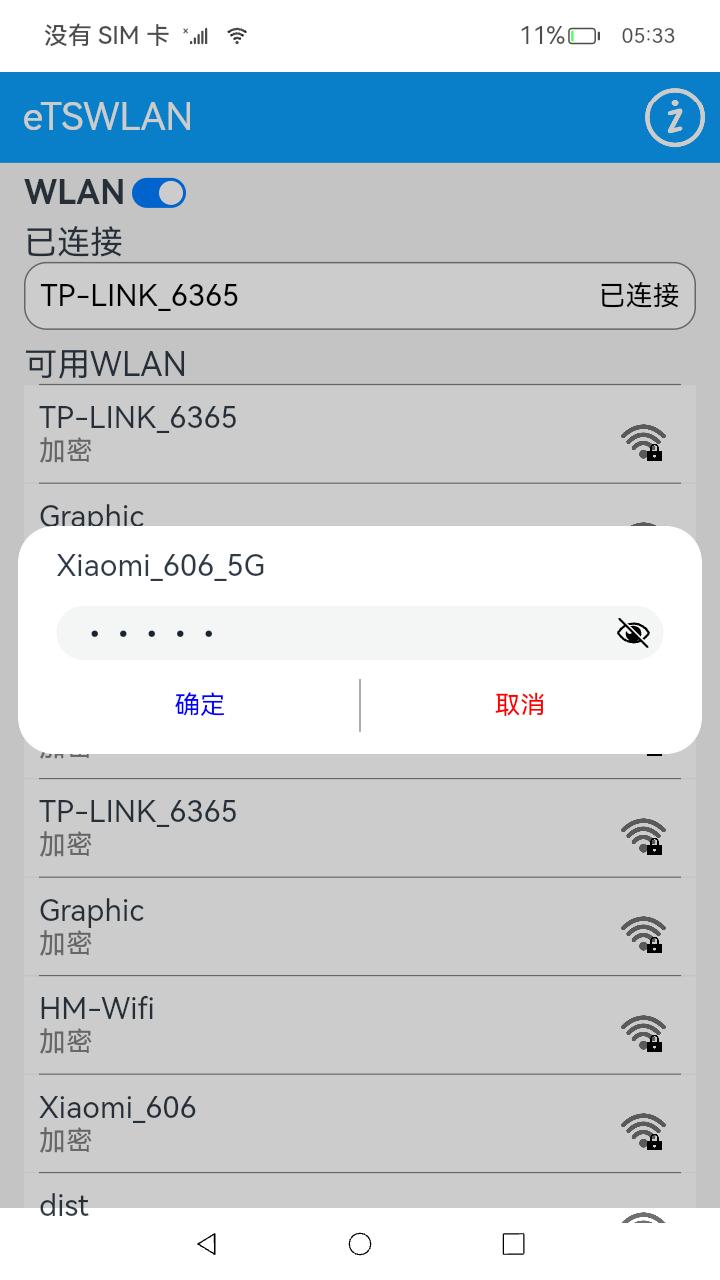 没有 SIM 卡 11% 05:33
eTSWLAN
WLAN
已连接
TP-LINK_6365 已连接
可用WLAN
TP-LINK_6365
加密
Graphic
Xiaomi_606_5G
•••••
确定 取消
TP-LINK_6365
加密
Graphic
加密
HM-Wifi
加密
Xiaomi_606
加密
dist